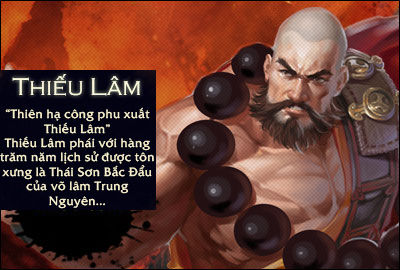 THIẾU LÂM
“Thiên hạ công phu xuất
Thiếu Lâm”
Thiếu Lâm phái với hàng
trăm năm lịch sử được tôn
xưng là Thái Sơn Bắc Đẩu
của võ lâm Trung
Nguyên...